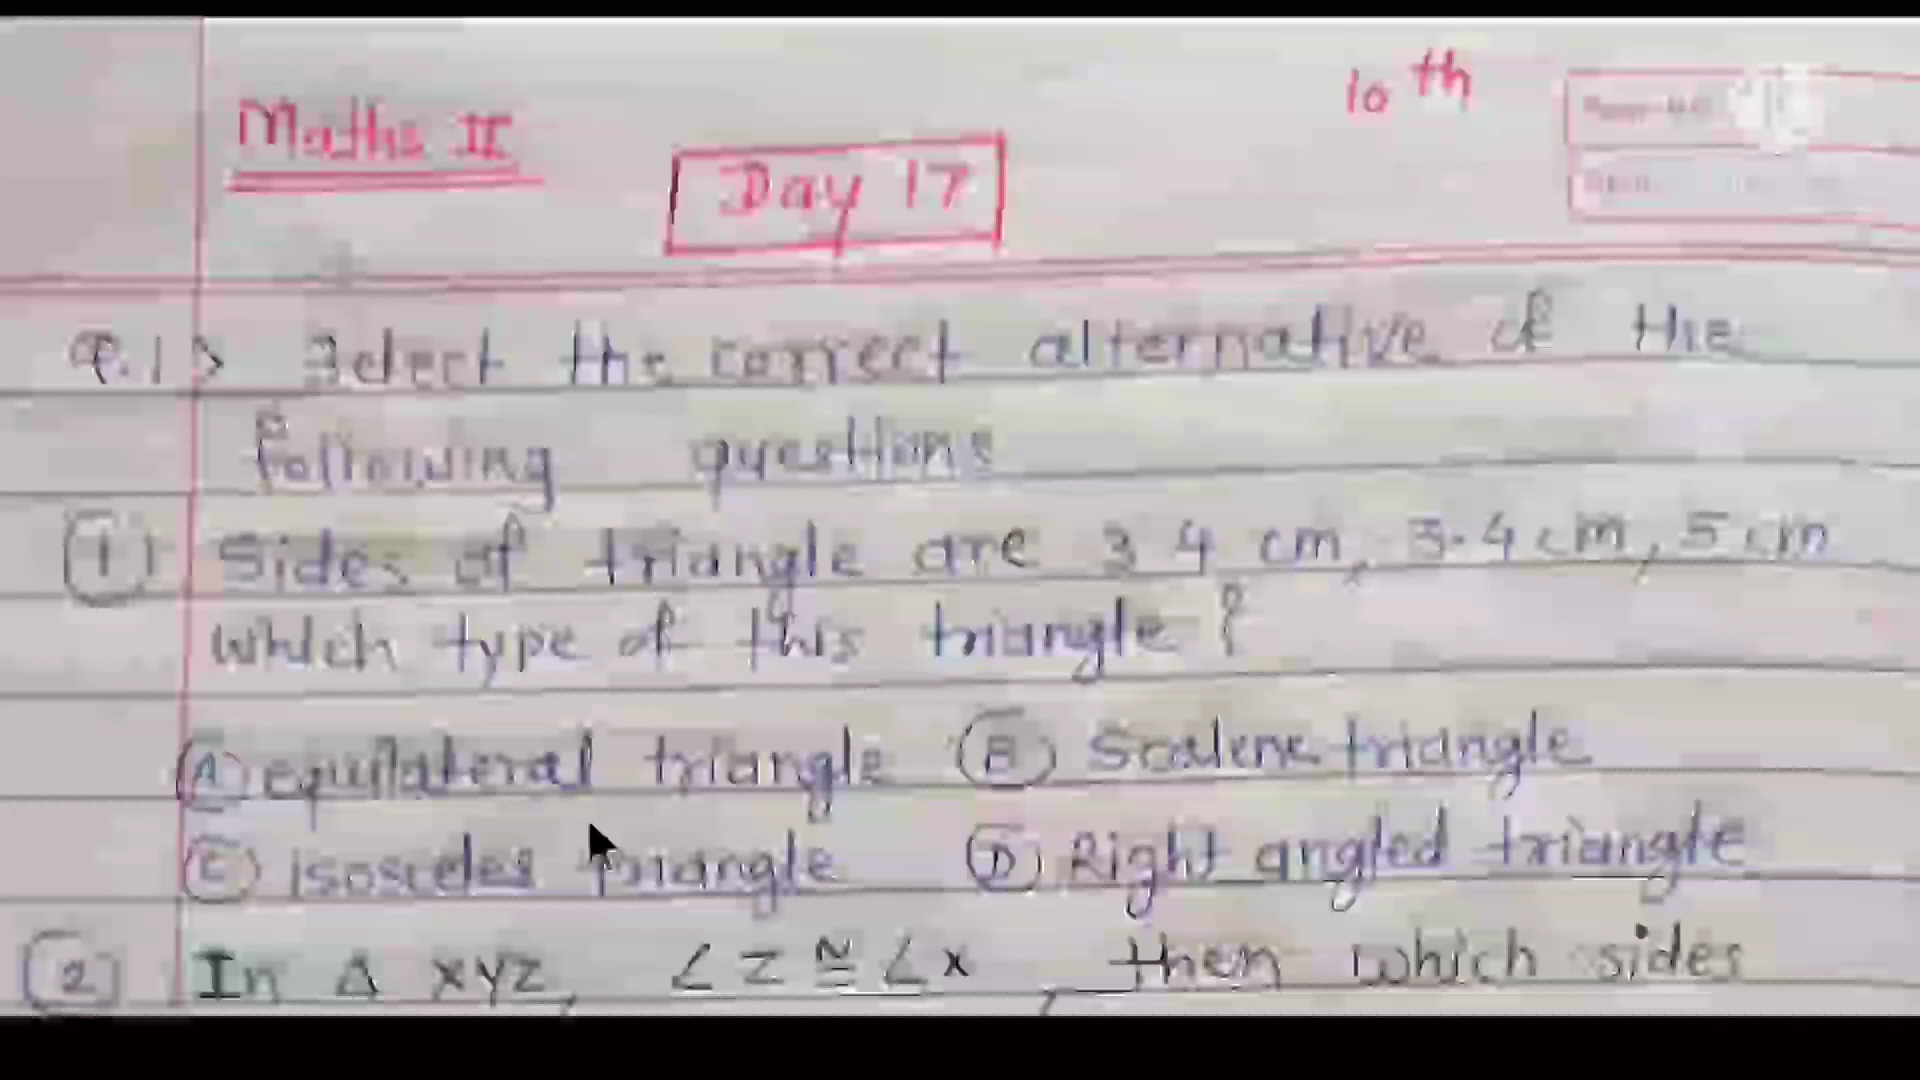 Maths II
10th
Day 17
Q.1> Select the correct alternative of the
following questions
1) Sides of triangle are 3.4 cm, 3.4 cm, 5 cm
which type of this triangle?
(A) equilateral triangle (B) Scalene triangle
(C) isosceles triangle (D) Right angled triangle
(2) In Δ XYZ, ∠Z ≅ ∠X, then which sides